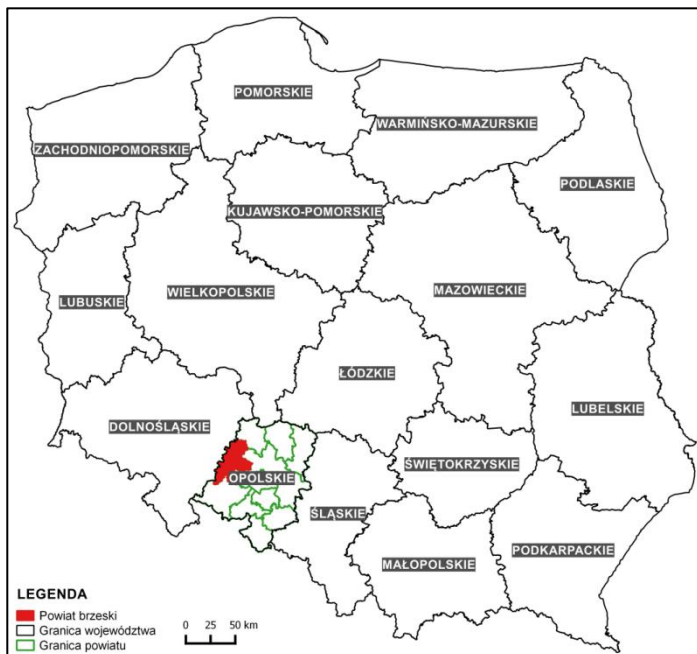 POMORSKIE
WARMIŃSKO-MAZURSKIE
ZACHODNIOPOMORSKIE
PODLASKIE
KUJAWSKO-POMORSKIE
LUBUSKIE
WIELKOPOLSKIE
MAZOWIECKIE
ŁÓDZKIE
DOLNOŚLĄSKIE
LUBELSKIE
ŚWIĘTOKRZYSKIE
OPOLSKIE
ŚLĄSKIE
PODKARPACKIE
MAŁOPOLSKIE
LEGENDA
Powiat brzeski
Granica województwa
Granica powiatu
0 25 50 km